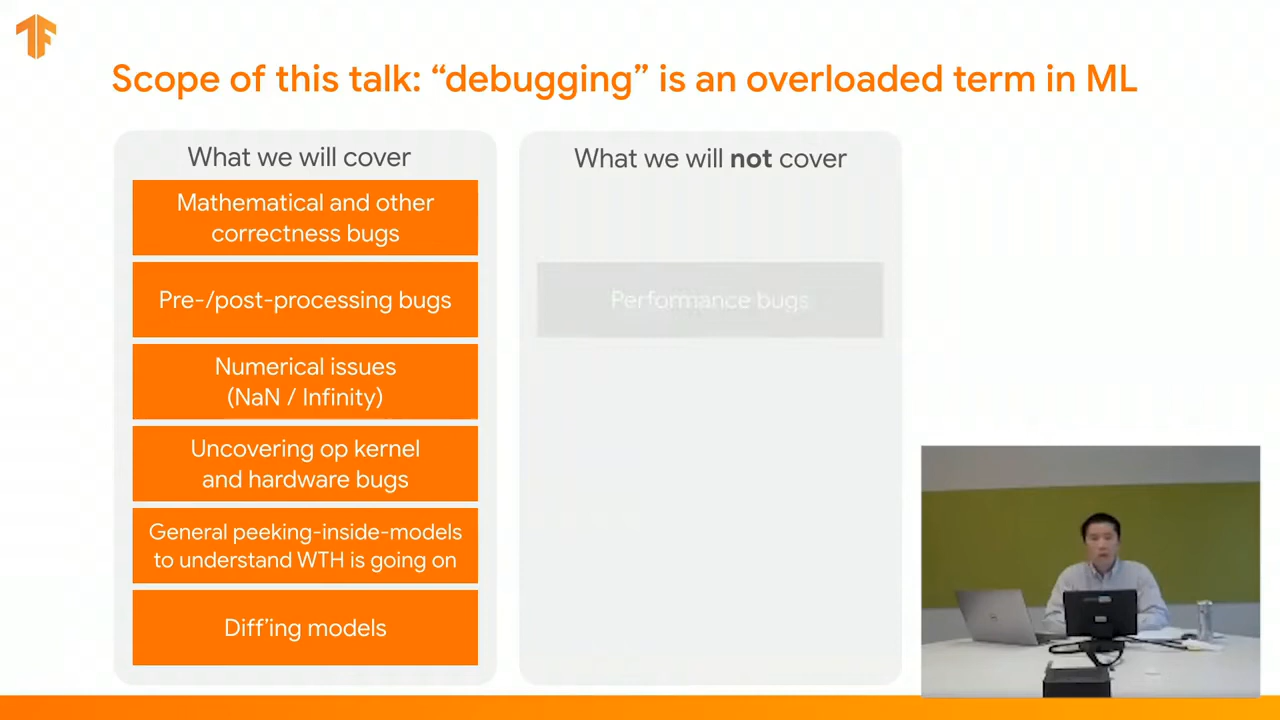 Scope of this talk: “debugging” is an overloaded term in ML
What we will cover
Mathematical and other
correctness bugs
Pre-/post-processing bugs
Numerical issues
(NaN / Infinity)
Uncovering op kernel
and hardware bugs
General peeking-inside-models
to understand WTH is going on
Diff’ing models
What we will not cover
Performance bugs